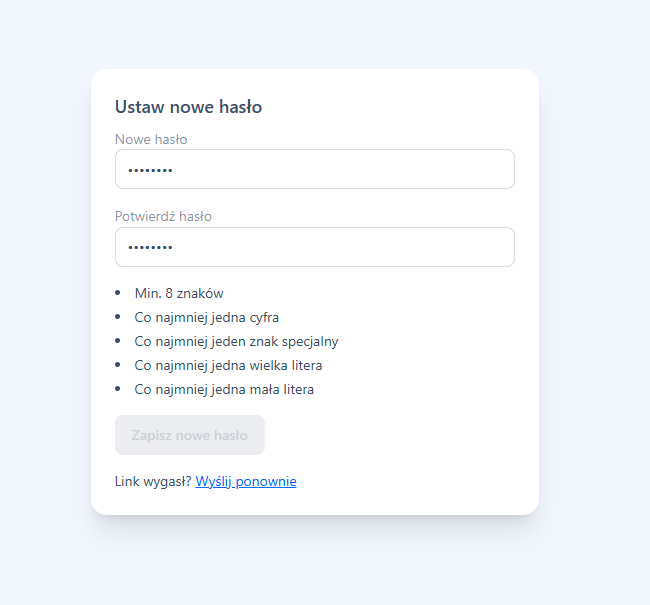 Ustaw nowe hasło
Nowe hasło
••••••••
Potwierdź hasło
••••••••
• Min. 8 znaków
• Co najmniej jedna cyfra
• Co najmniej jeden znak specjalny
• Co najmniej jedna wielka litera
• Co najmniej jedna mała litera
Zapisz nowe hasło
Link wygasł? Wyślij ponownie